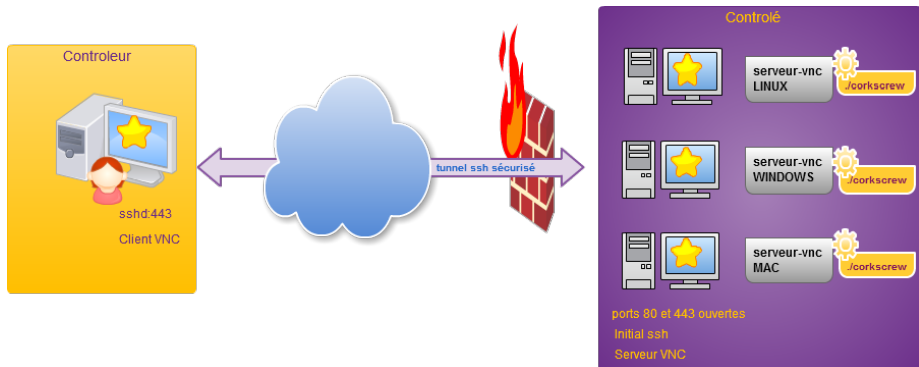 Controleur
sshd:443
Client VNC
tunnel ssh sécurisé
Controlé
serveur-vnc
LINUX
./corkscrew
serveur-vnc
WINDOWS
./corkscrew
serveur-vnc
MAC
./corkscrew
ports 80 et 443 ouvertes
Initial ssh
Serveur VNC